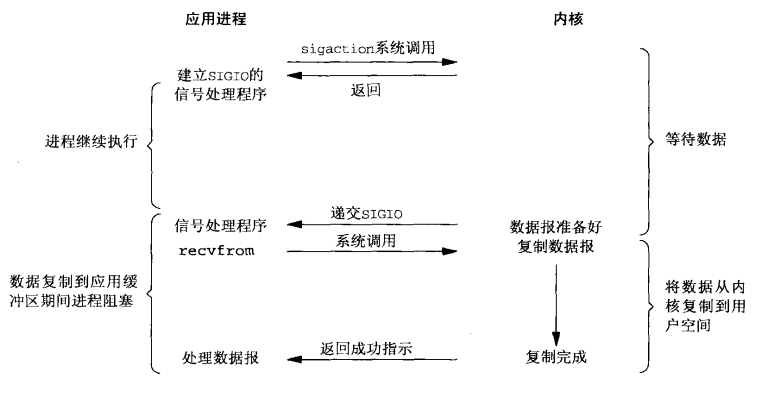 应用进程
内核
sigaction系统调用
建立SIGIO的
信号处理程序
返回
进程继续执行
等待数据
递交SIGIO
信号处理程序
数据报准备好
recvfrom
系统调用
复制数据报
数据复制到应用缓
冲区期间进程阻塞
将数据从内
核复制到用
户空间
返回成功指示
处理数据报
复制完成